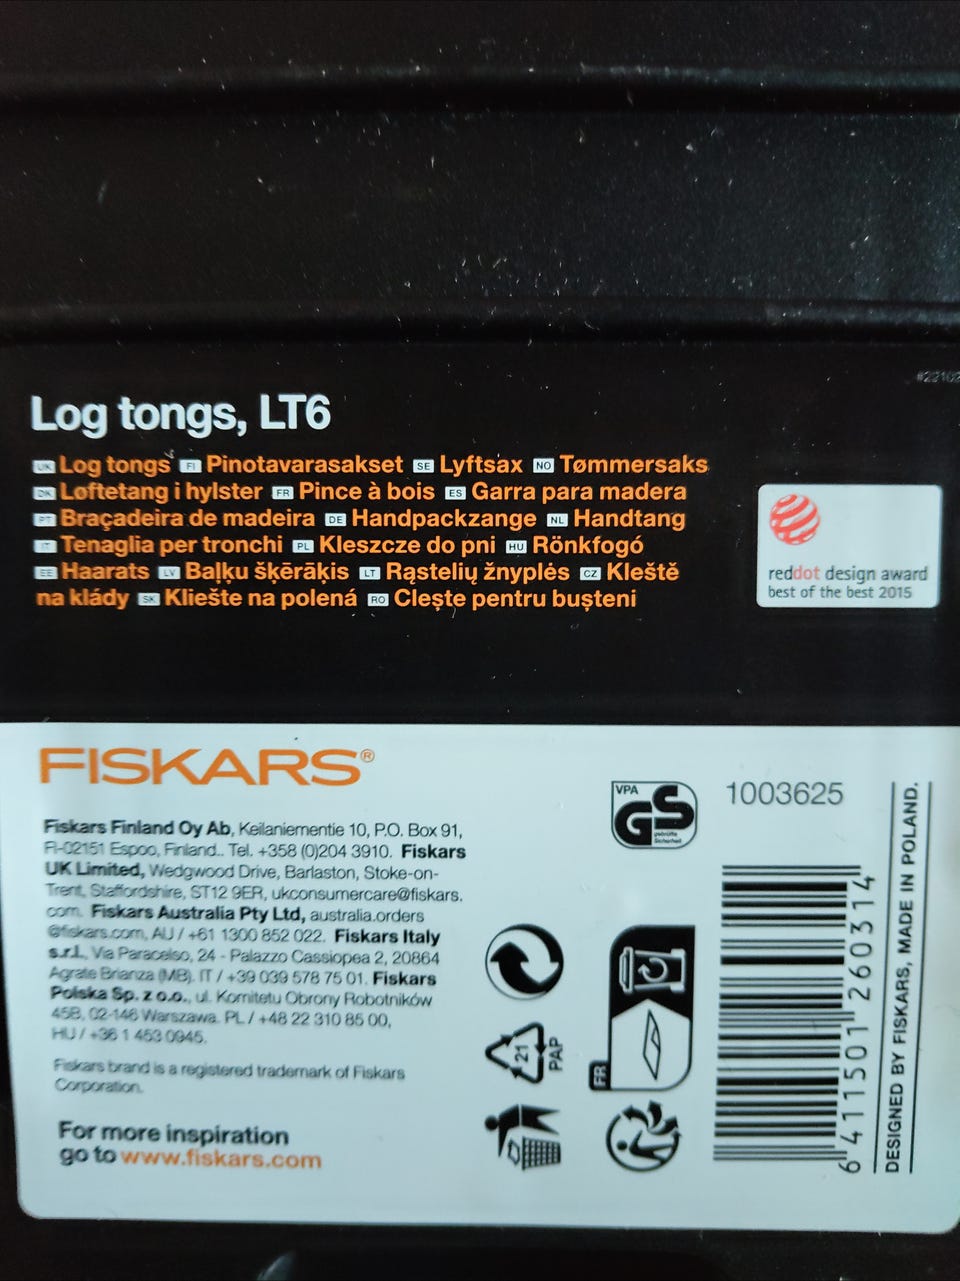 Log tongs, LT6
UK Log tongs FI Pinotavarasakset SE Lyftsax NO Tømmersaks
DK Løftetang i hylster FR Pince à bois ES Garra para madera
PT Braçadeira de madeira DE Handpackzange NL Handtang
IT Tenaglia per tronchi PL Kleszcze do pni HU Rönkfogó
EE Haarats LV Baļķu šķērāķis LT Rąstelių žnyplės CZ Kleště
na klády SK Kliešte na polená RO Clește pentru bușteni
reddot design award
best of the best 2015
FISKARS®
Fiskars Finland Oy Ab, Keilaniementie 10, P.O. Box 91,
FI-02151 Espoo, Finland.. Tel. +358 (0)204 3910. Fiskars
UK Limited, Wedgwood Drive, Barlaston, Stoke-on-
Trent, Staffordshire, ST12 9ER, ukconsumercare@fiskars.
com. Fiskars Australia Pty Ltd, australia.orders
@fiskars.com, AU / +61 1300 852 022. Fiskars Italy
s.r.l., Via Paracelso, 24 - Palazzo Cassiopea 2, 20864
Agrate Brianza (MB). IT / +39 039 578 75 01. Fiskars
Polska Sp. z o.o., ul. Komitetu Obrony Robotników
45B, 02-146 Warszawa. PL / +48 22 310 85 00,
HU / +36 1 453 0945.
Fiskars brand is a registered trademark of Fiskars
Corporation.
For more inspiration
go to www.fiskars.com
VPA
GS
geprüfte
Sicherheit
1003625
21
PAP
FR
6 411501 260314
DESIGNED BY FISKARS, MADE IN POLAND.